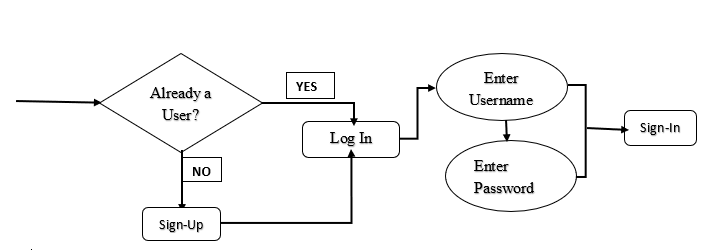 Already a
User?
YES
NO
Sign-Up
Log In
Enter
Username
Enter
Password
Sign-In